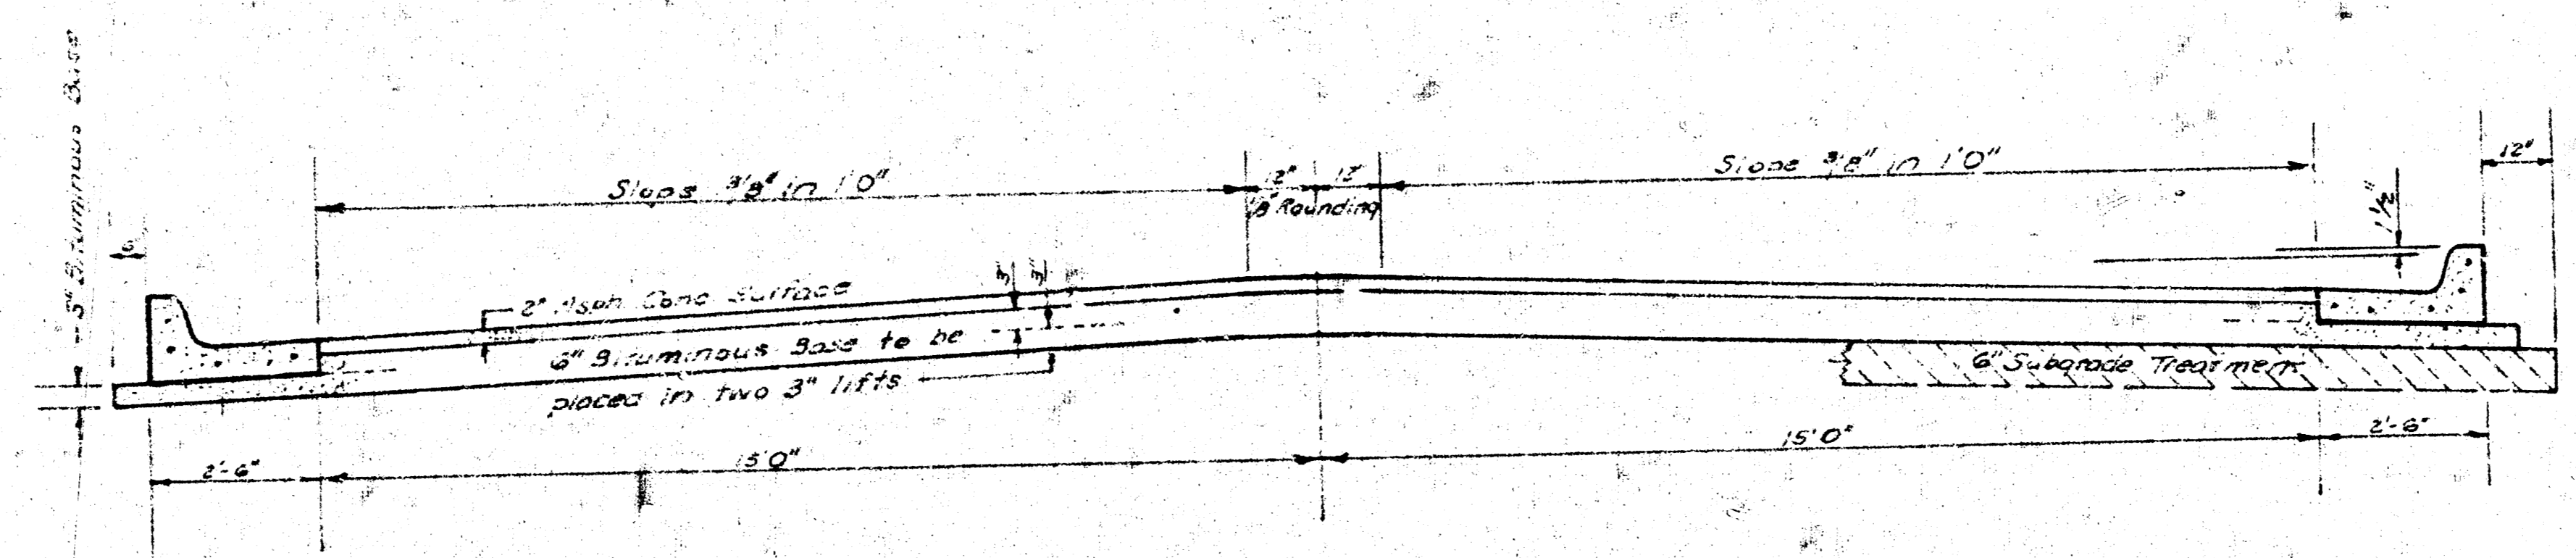 5" Bituminous Base
6"
Slope 3/8" in 1'0"
12"
12"
1/8" Rounding
Slope 3/8" in 1'0"
12"
1 1/2"
3"
3"
2" Asph. Conc Surface
6" Bituminous Base to be
placed in two 3" lifts
6" Subgrade Treatment
2'-6"
15'0"
15'0"
2'-6"